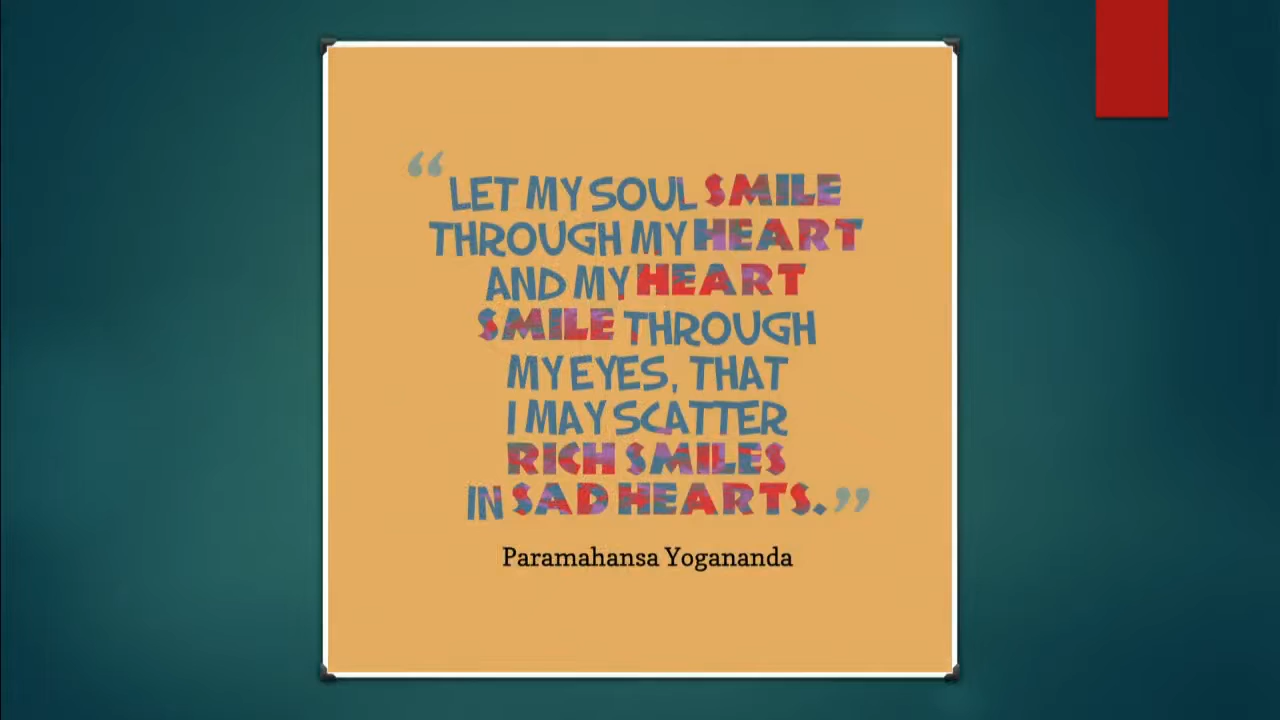 “LET MY SOUL SMILE
THROUGH MY HEART
AND MY HEART
SMILE THROUGH
MY EYES, THAT
I MAY SCATTER
RICH SMILES
IN SAD HEARTS.”
Paramahansa Yogananda